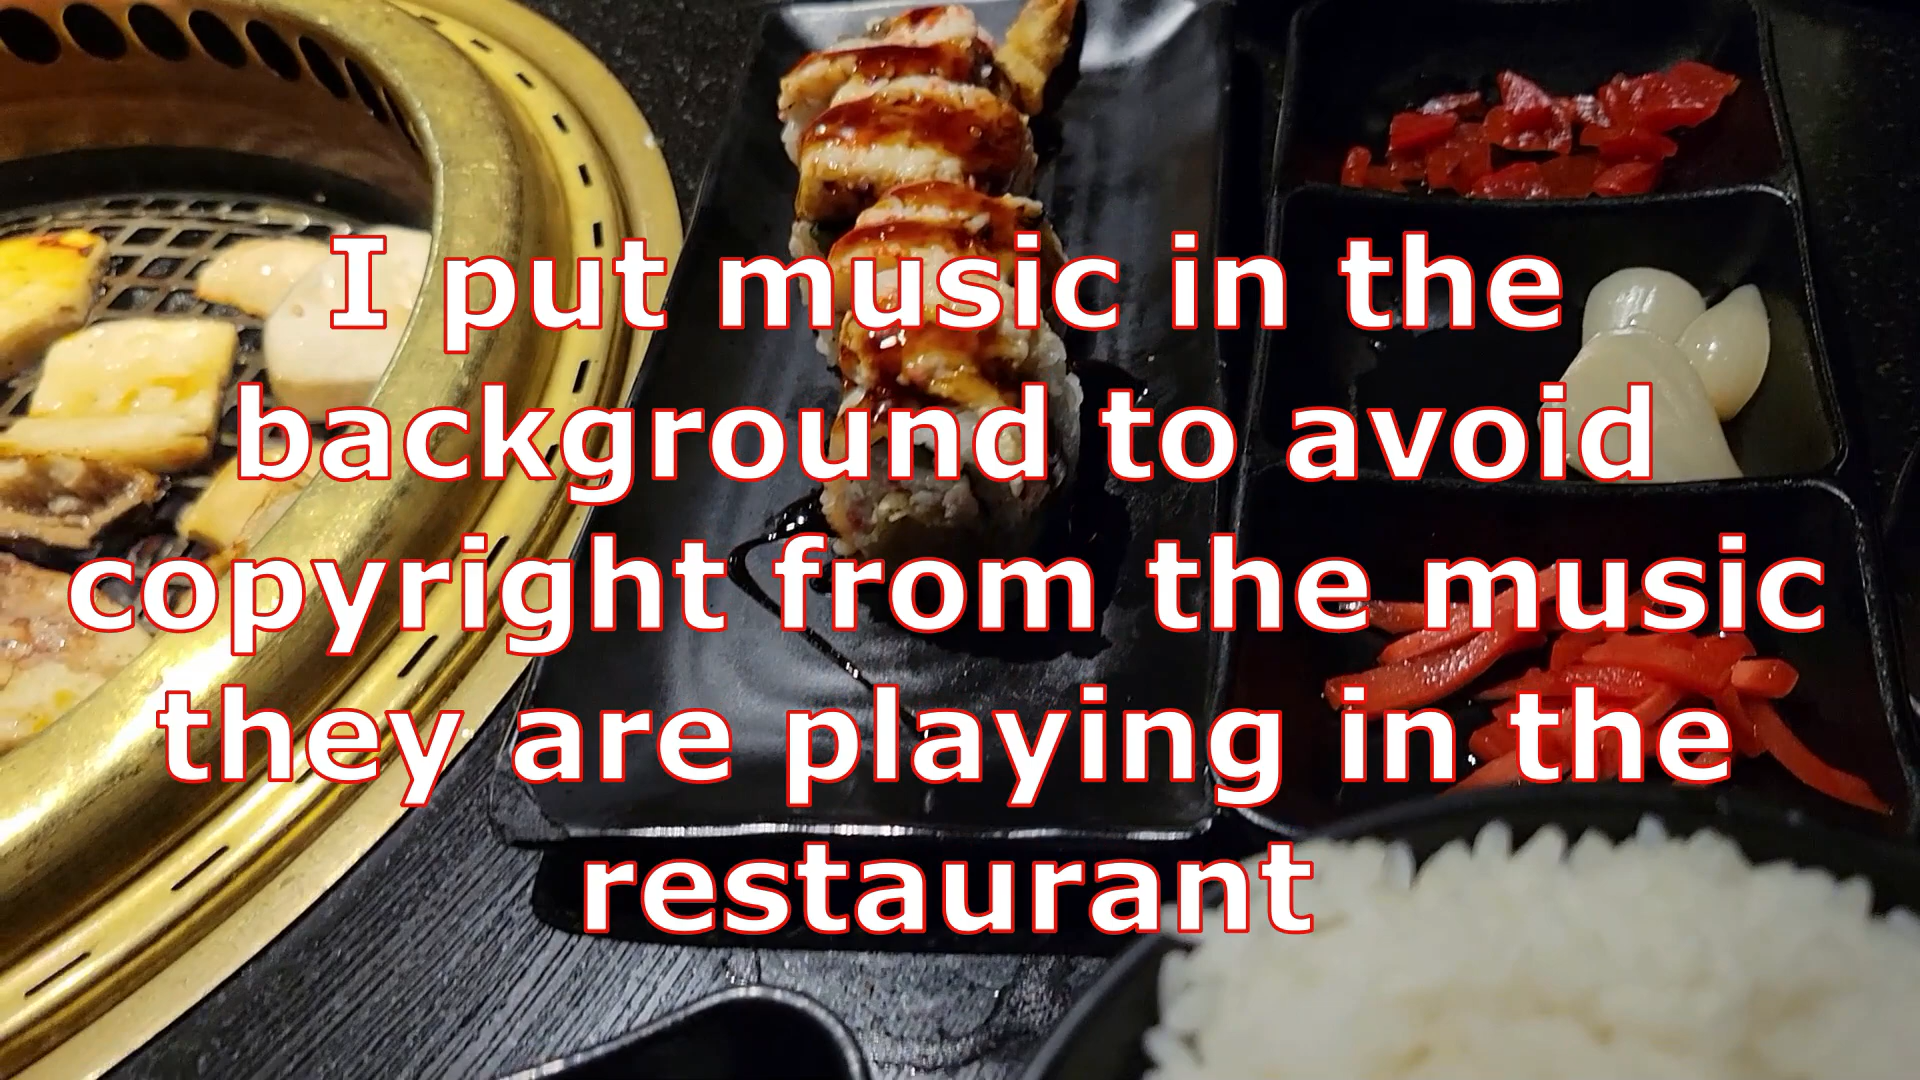 I put music in the
background to avoid
copyright from the music
they are playing in the
restaurant